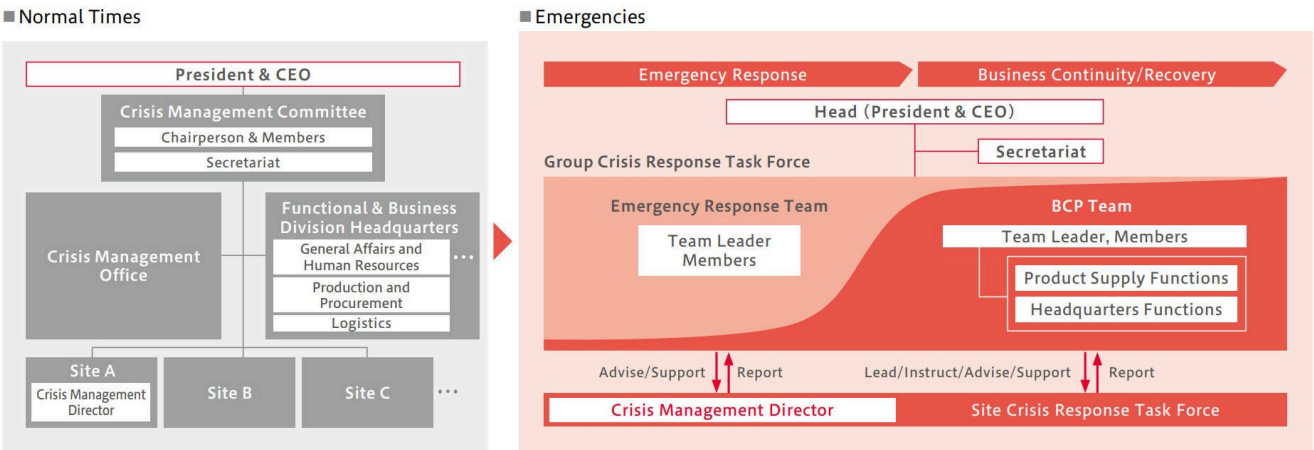 ■ Normal Times
President & CEO
Crisis Management Committee
Chairperson & Members
Secretariat
Crisis Management
Office
Functional & Business
Division Headquarters
General Affairs and
Human Resources
Production and
Procurement
Logistics
...
Site A
Crisis Management
Director
Site B
Site C
...
■ Emergencies
Emergency Response
Business Continuity/Recovery
Head (President & CEO)
Secretariat
Group Crisis Response Task Force
Emergency Response Team
Team Leader
Members
BCP Team
Team Leader, Members
Product Supply Functions
Headquarters Functions
Advise/Support
Report
Lead/Instruct/Advise/Support
Report
Crisis Management Director
Site Crisis Response Task Force